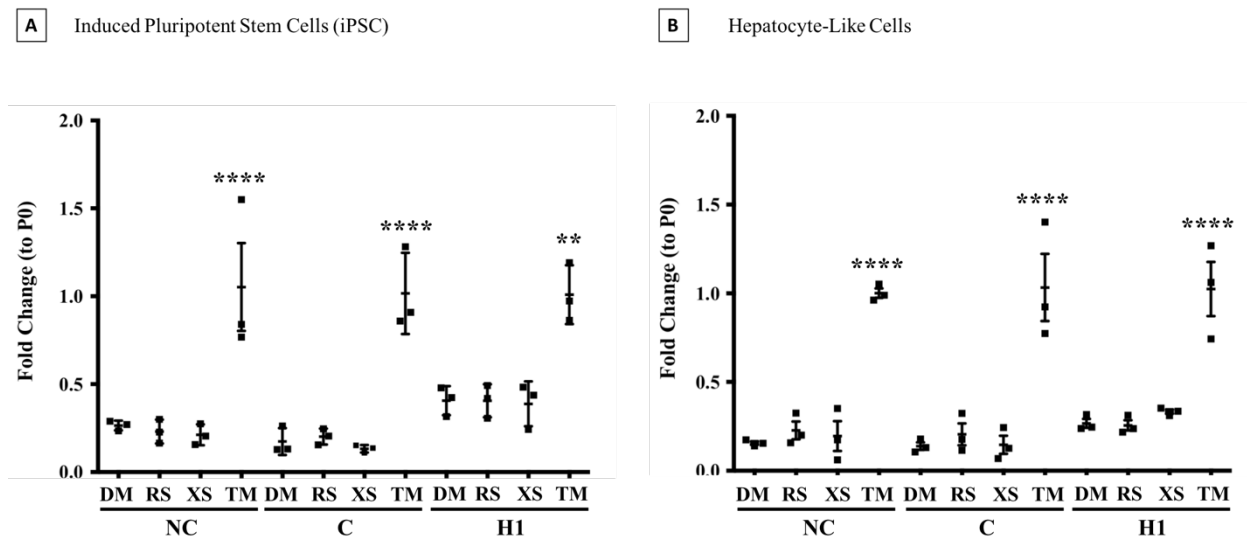 A Induced Pluripotent Stem Cells (iPSC)
Fold Change (to P0)
2.0
1.5
1.0
0.5
0.0
****
****
**
DM RS XS TM DM RS XS TM DM RS XS TM
NC C H1
B Hepatocyte-Like Cells
Fold Change (to P0)
2.0
1.5
1.0
0.5
0.0
****
****
****
DM RS XS TM DM RS XS TM DM RS XS TM
NC C H1